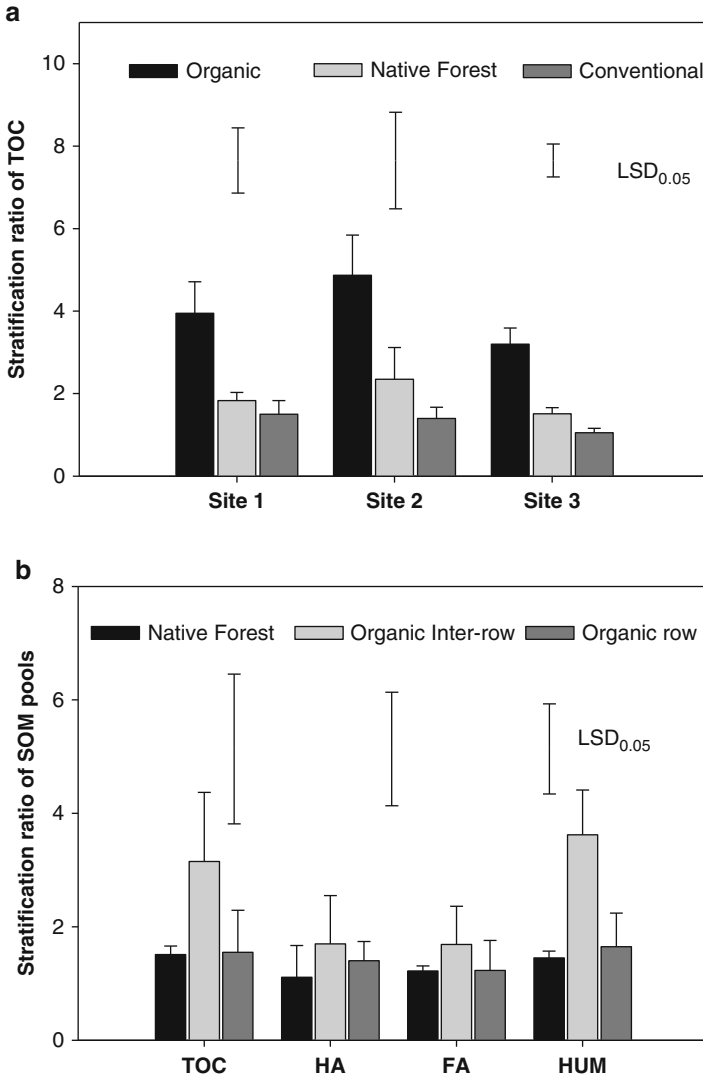 a
Stratification ratio of TOC
10
8
6
4
2
0
Organic Native Forest Conventional
LSD0.05
Site 1 Site 2 Site 3
b
Stratification ratio of SOM pools
8
6
4
2
0
Native Forest Organic Inter-row Organic row
LSD0.05
TOC HA FA HUM